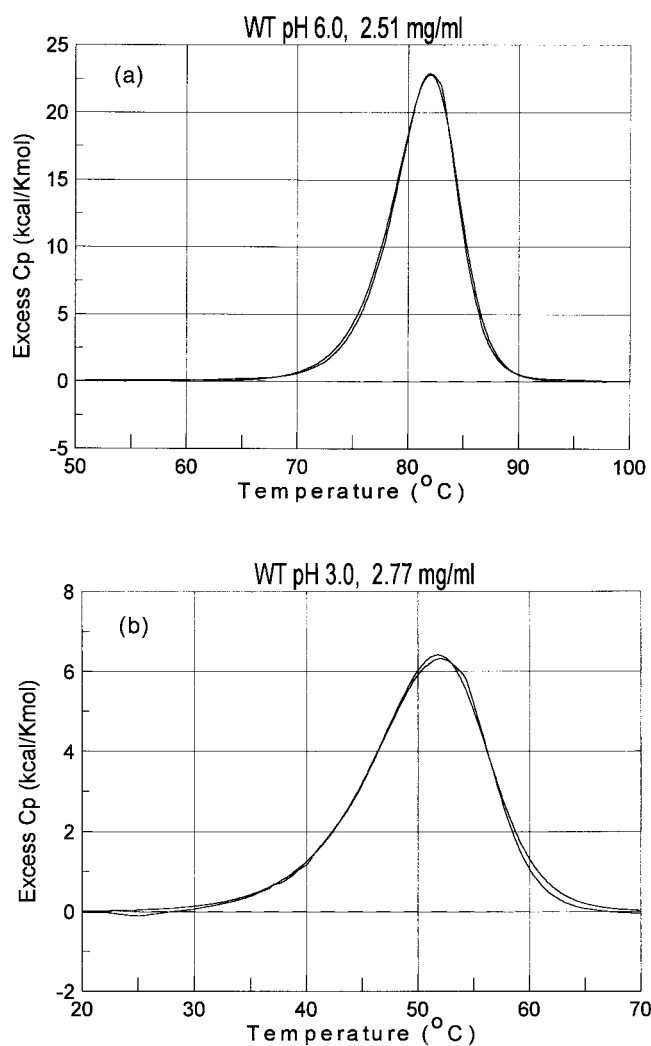 WT pH 6.0, 2.51 mg/ml
(a)
Excess Cp (kcal/Kmol)
25
20
15
10
5
0
-5
50 60 70 80 90 100
Temperature (°C)
WT pH 3.0, 2.77 mg/ml
(b)
Excess Cp (kcal/Kmol)
8
6
4
2
0
-2
20 30 40 50 60 70
Temperature (°C)